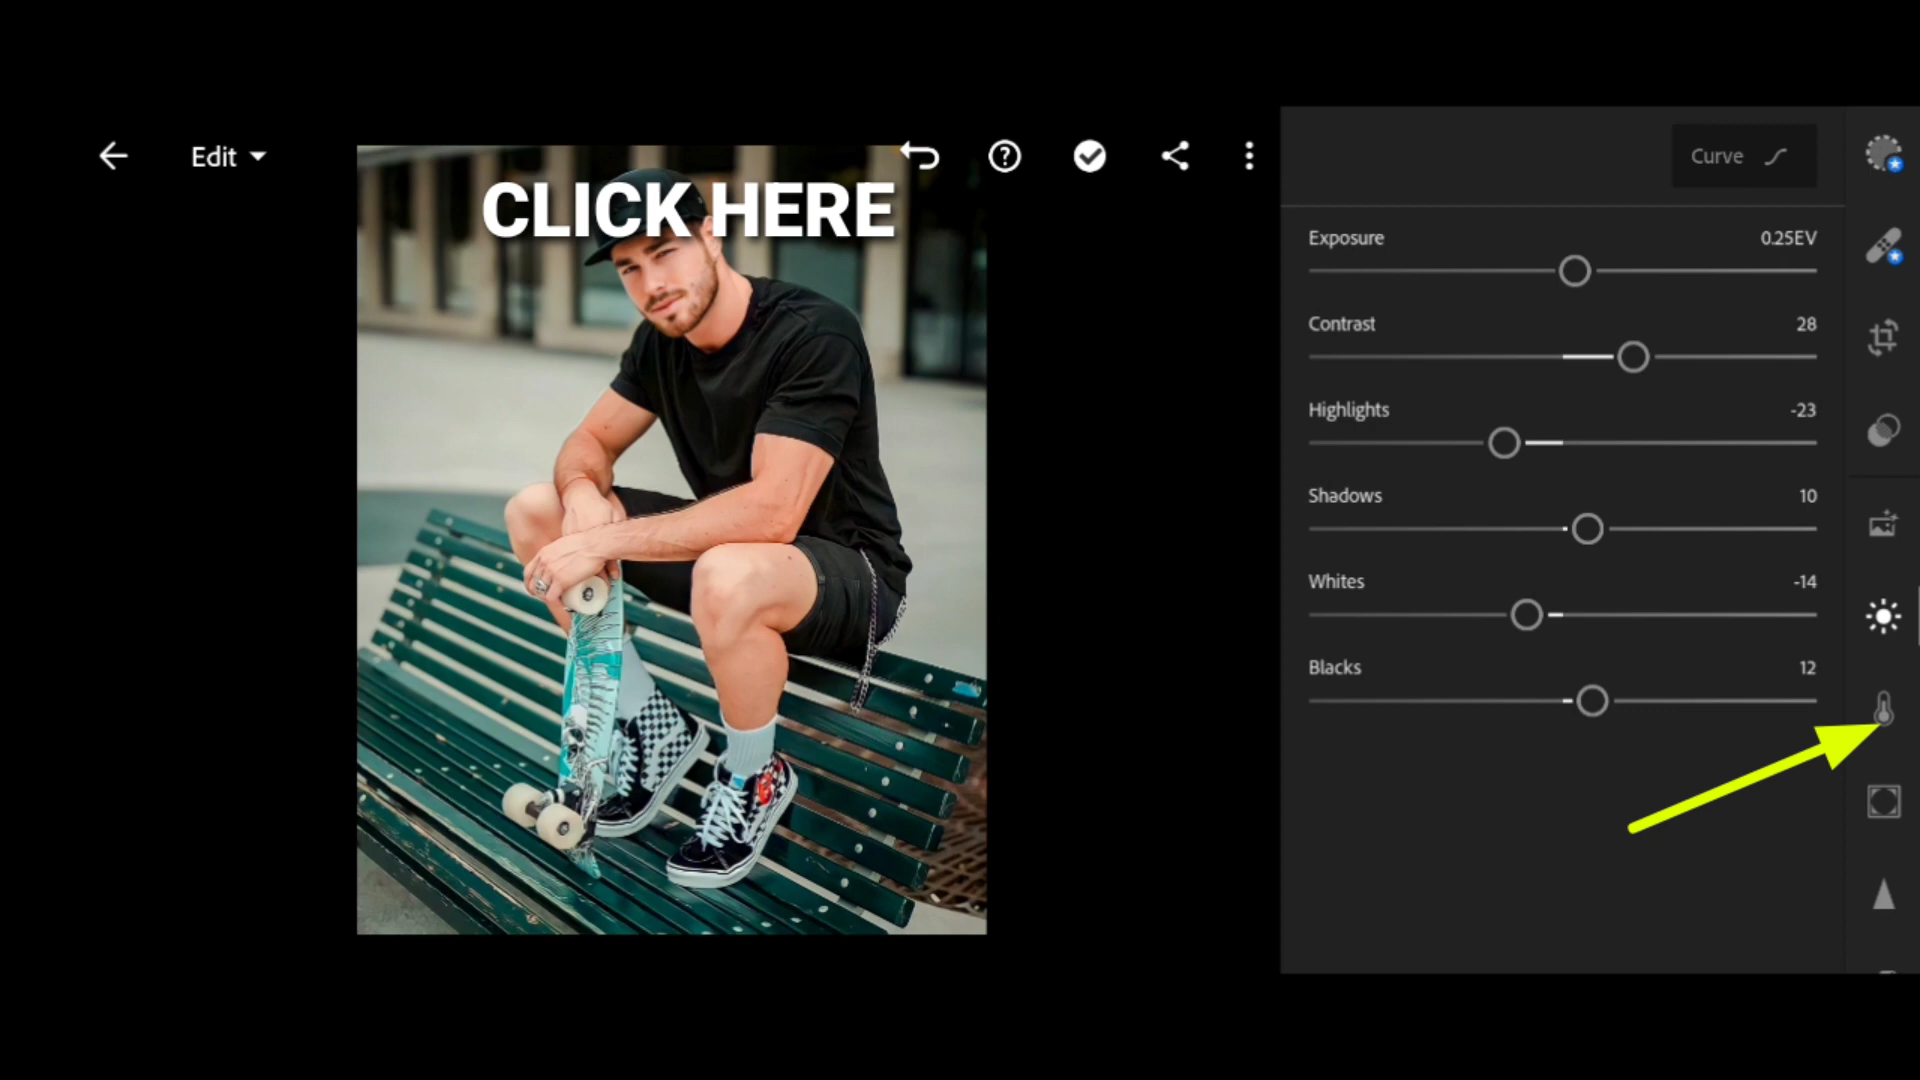 Edit
CLICK HERE
Curve
Exposure 0.25EV
Contrast 28
Highlights -23
Shadows 10
Whites -14
Blacks 12